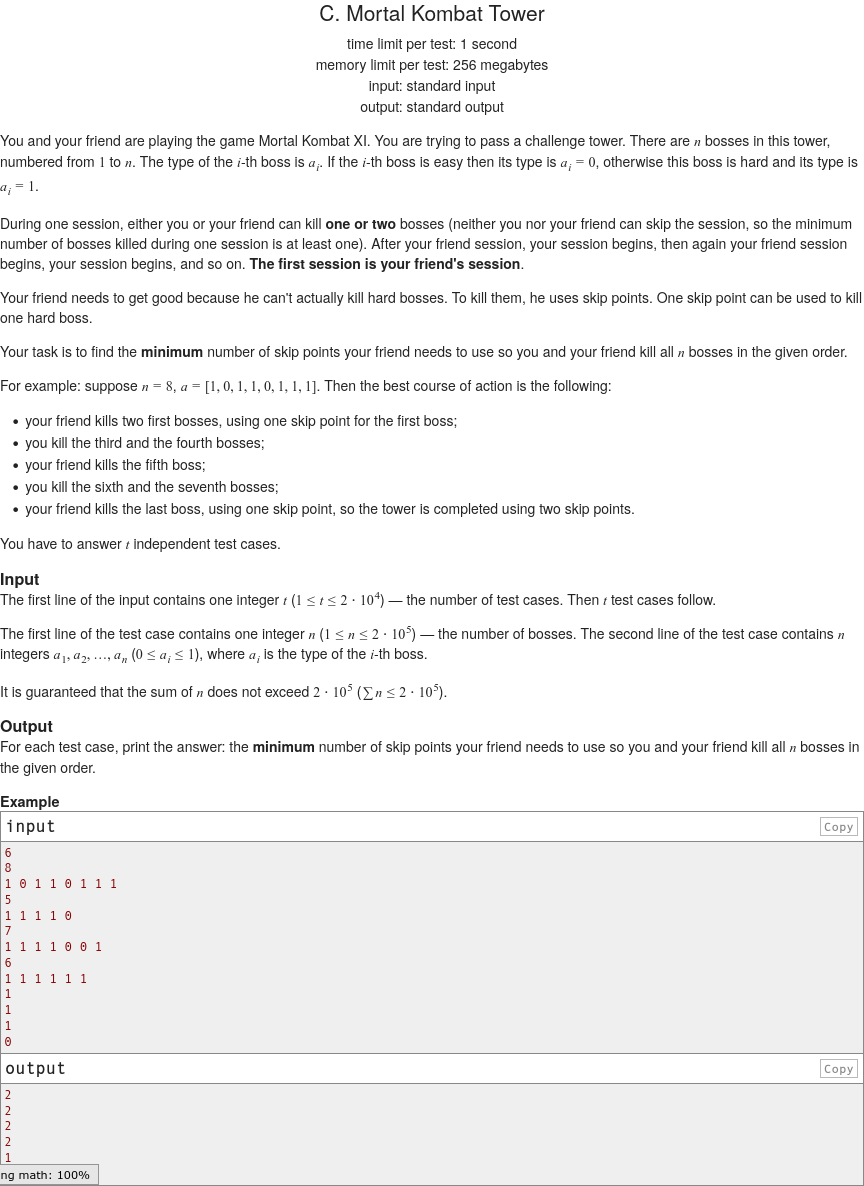 C. Mortal Kombat Tower
time limit per test: 1 second
memory limit per test: 256 megabytes
input: standard input
output: standard output
You and your friend are playing the game Mortal Kombat XI. You are trying to pass a challenge tower. There are n bosses in this tower,
numbered from 1 to n. The type of the i-th boss is a_i. If the i-th boss is easy then its type is a_i = 0, otherwise this boss is hard and its type is
a_i = 1.
During one session, either you or your friend can kill one or two bosses (neither you nor your friend can skip the session, so the minimum
number of bosses killed during one session is at least one). After your friend session, your session begins, then again your friend session
begins, your session begins, and so on. The first session is your friend's session.
Your friend needs to get good because he can't actually kill hard bosses. To kill them, he uses skip points. One skip point can be used to kill
one hard boss.
Your task is to find the minimum number of skip points your friend needs to use so you and your friend kill all n bosses in the given order.
For example: suppose n = 8, a = [1, 0, 1, 1, 0, 1, 1, 1]. Then the best course of action is the following:
• your friend kills two first bosses, using one skip point for the first boss;
• you kill the third and the fourth bosses;
• your friend kills the fifth boss;
• you kill the sixth and the seventh bosses;
• your friend kills the last boss, using one skip point, so the tower is completed using two skip points.
You have to answer t independent test cases.
Input
The first line of the input contains one integer t (1 ≤ t ≤ 2 · 10^4) — the number of test cases. Then t test cases follow.
The first line of the test case contains one integer n (1 ≤ n ≤ 2 · 10^5) — the number of bosses. The second line of the test case contains n
integers a_1, a_2, …, a_n (0 ≤ a_i ≤ 1), where a_i is the type of the i-th boss.
It is guaranteed that the sum of n does not exceed 2 · 10^5 (∑ n ≤ 2 · 10^5).
Output
For each test case, print the answer: the minimum number of skip points your friend needs to use so you and your friend kill all n bosses in
the given order.
Example
input Copy
6
8
1 0 1 1 0 1 1 1
5
1 1 1 1 0
7
1 1 1 1 0 0 1
6
1 1 1 1 1 1
1
1
1
0
output Copy
2
2
2
2
1
ng math: 100%